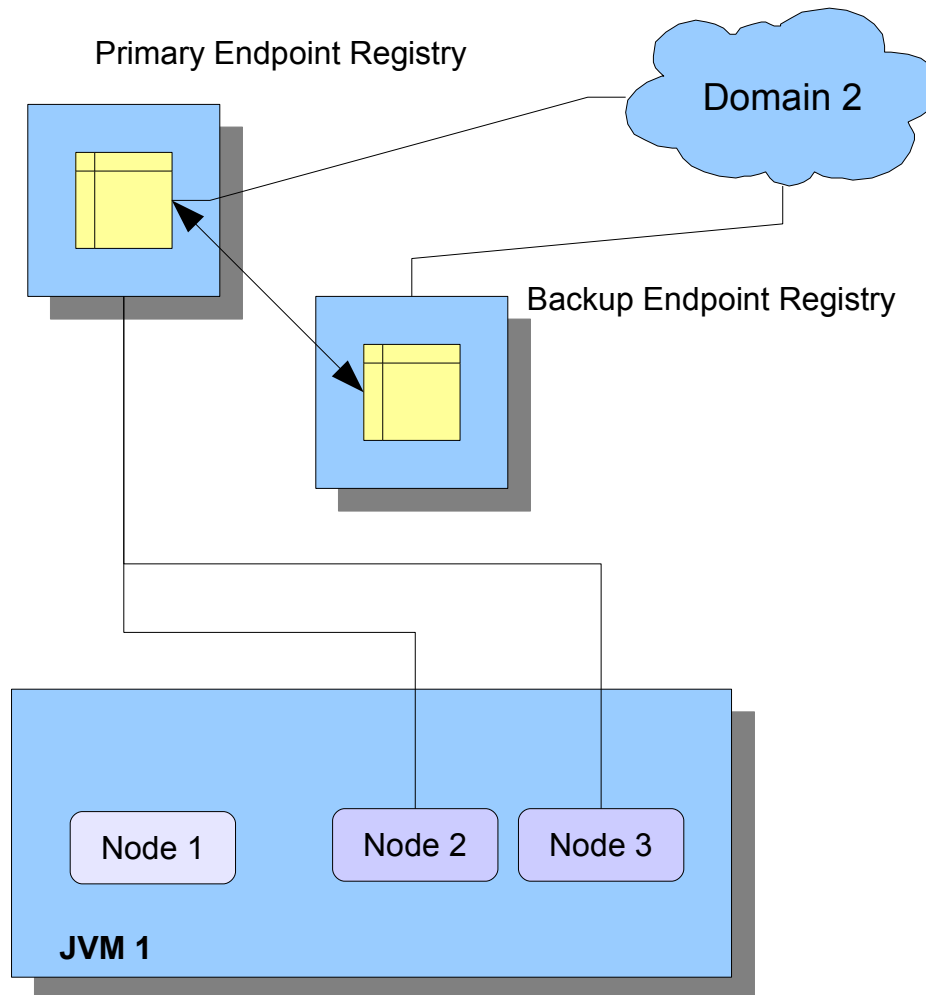 Primary Endpoint Registry
Domain 2
Backup Endpoint Registry
Node 1
Node 2
Node 3
JVM 1